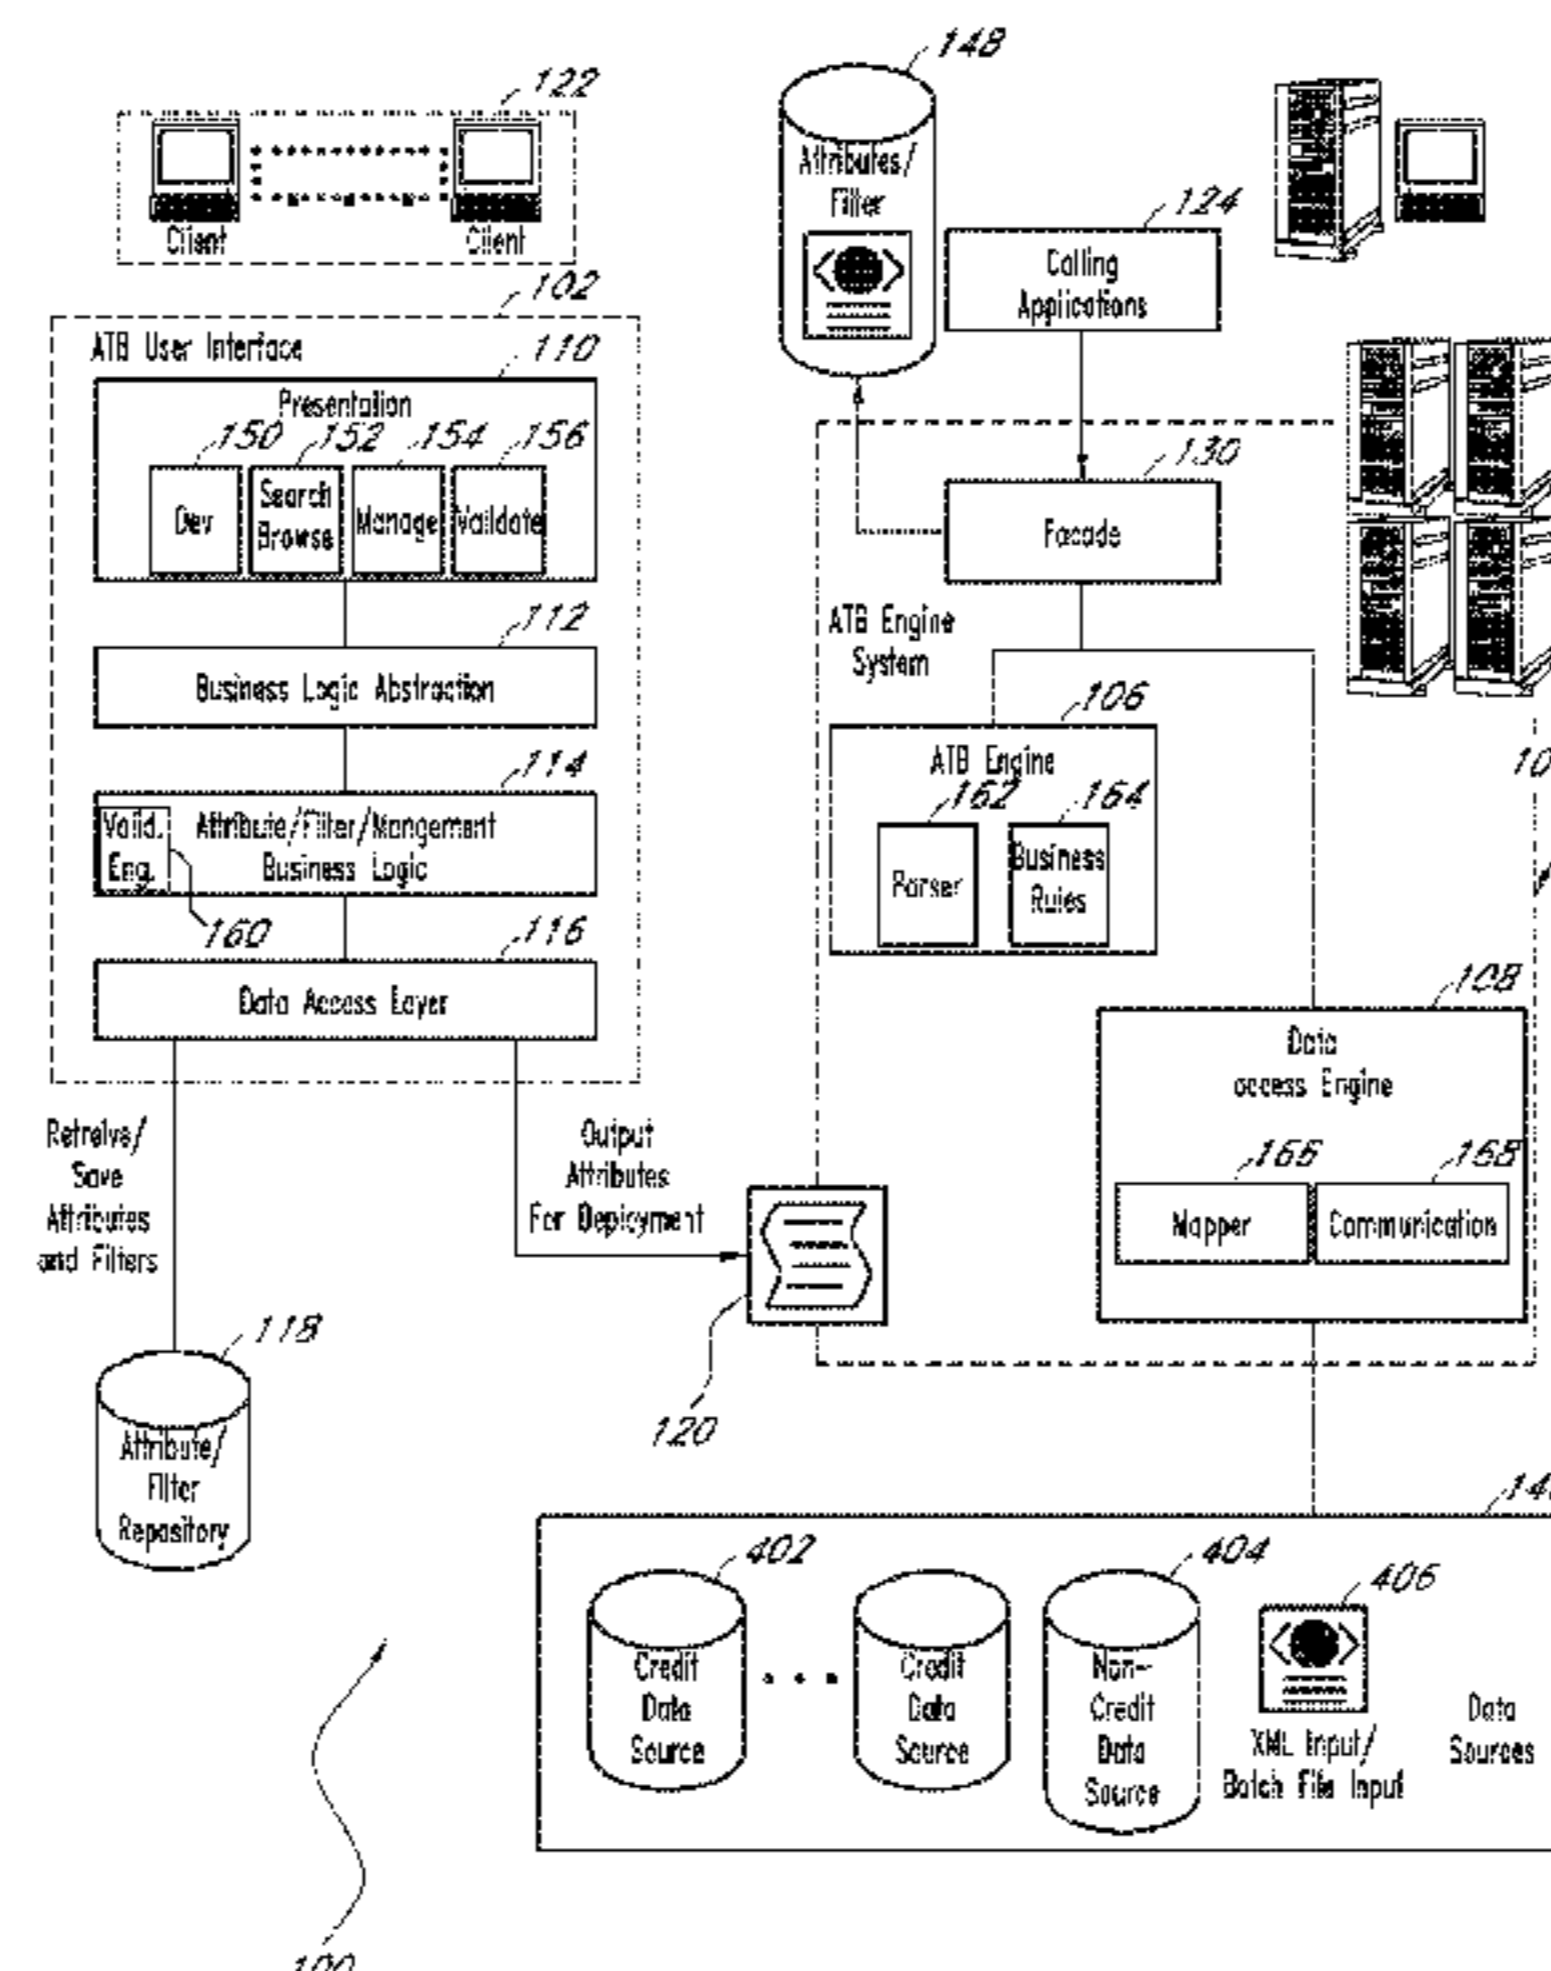 122
Client
Client
102
ATB User Interface
110
Presentation
150
152
154
156
Dev
Search
Browse
Manage
Validate
112
Business Logic Abstraction
114
Valid.
Eng.
Attribute/Filter/Mangement
Business Logic
160
116
Data Access Layer
Retreive/
Save
Attributes
and Filters
Output
Attributes
For Deployment
118
Attribute/
Filter
Repository
120
100
148
Attributes/
Filter
124
Calling
Applications
130
Facade
ATB Engine
System
106
ATB Engine
162
164
Parser
Business
Rules
10
108
Data
access Engine
166
168
Mapper
Communication
14
402
404
406
Credit
Data
Source
Credit
Data
Source
Non-
Credit
Data
Source
XML Input/
Batch File Input
Data
Sources